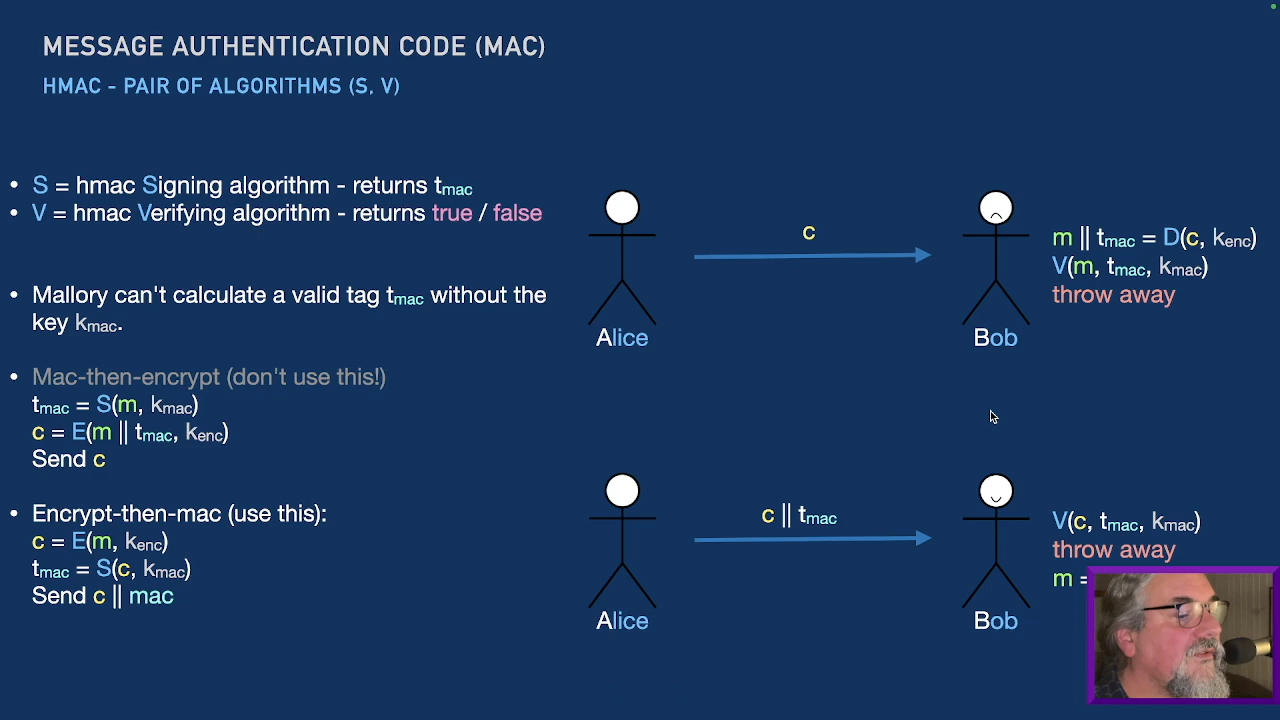 MESSAGE AUTHENTICATION CODE (MAC)
HMAC - PAIR OF ALGORITHMS (S, V)
• S = hmac Signing algorithm - returns tmac
• V = hmac Verifying algorithm - returns true / false
• Mallory can't calculate a valid tag tmac without the
key kmac.
• Mac-then-encrypt (don't use this!)
tmac = S(m, kmac)
c = E(m || tmac, kenc)
Send c
• Encrypt-then-mac (use this):
c = E(m, kenc)
tmac = S(c, kmac)
Send c || mac
c
Alice
Bob
m || tmac = D(c, kenc)
V(m, tmac, kmac)
throw away
c || tmac
Alice
Bob
V(c, tmac, kmac)
throw away
m =